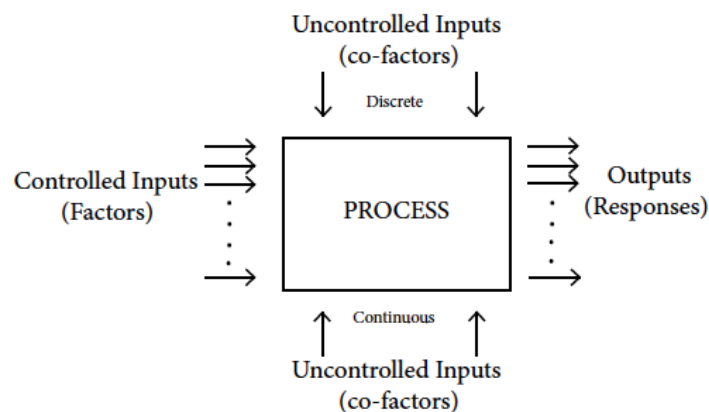 Uncontrolled Inputs
(co-factors)
Discrete
Controlled Inputs
(Factors)
PROCESS
Outputs
(Responses)
Continuous
Uncontrolled Inputs
(co-factors)